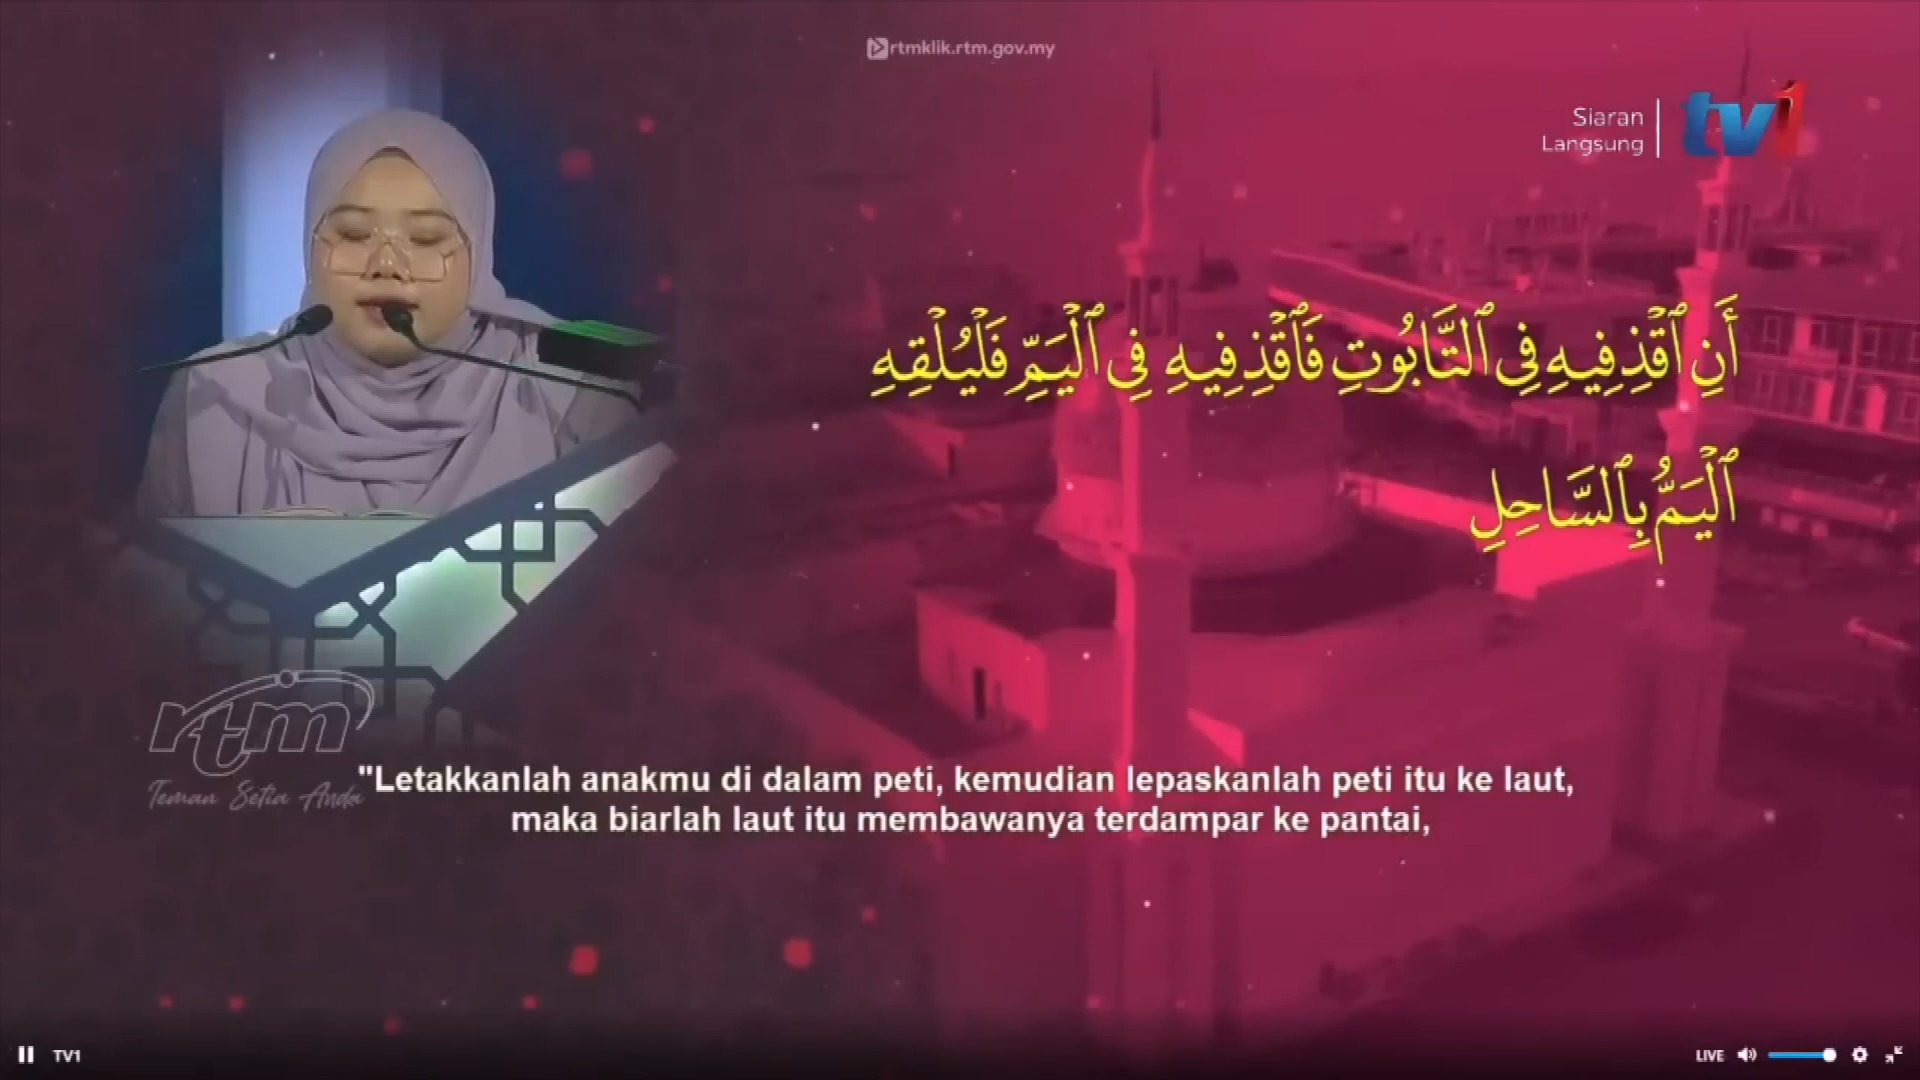 rtmklik.rtm.gov.my
Siaran
Langsung
tv1
أَنِ ٱقْذِفِيهِ فِى ٱلتَّابُوتِ فَٱقْذِفِيهِ فِى ٱلْيَمِّ فَلْيُلْقِهِ
ٱلْيَمُّ بِٱلسَّاحِلِ
rtm
Teman Setia Anda
"Letakkanlah anakmu di dalam peti, kemudian lepaskanlah peti itu ke laut,
maka biarlah laut itu membawanya terdampar ke pantai,
TV1
LIVE